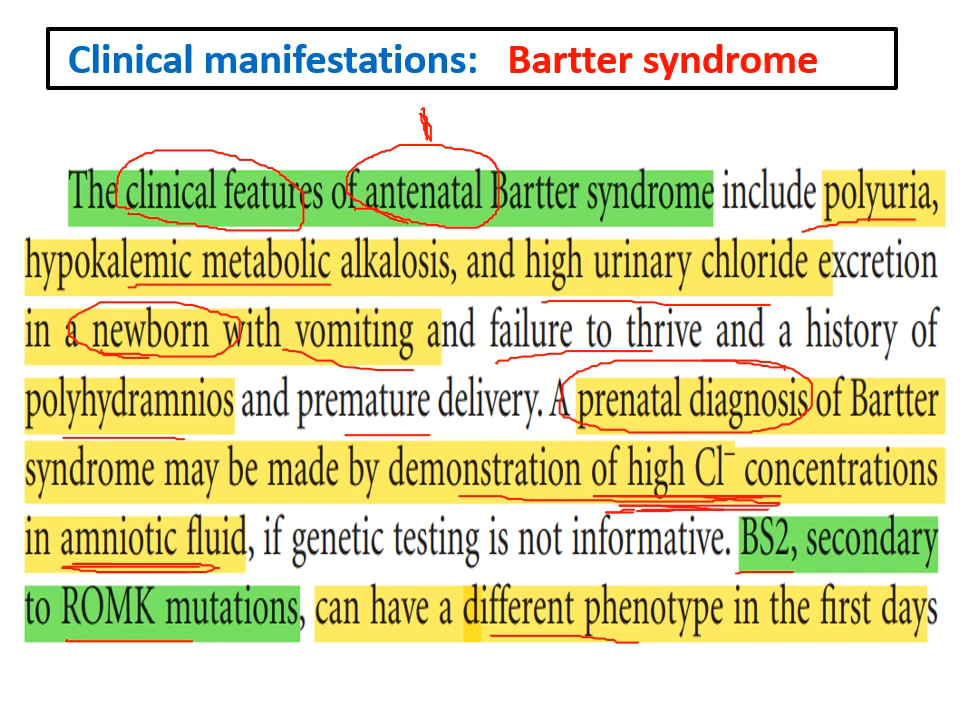 Clinical manifestations: Bartter syndrome
The clinical features of antenatal Bartter syndrome include polyuria,
hypokalemic metabolic alkalosis, and high urinary chloride excretion
in a newborn with vomiting and failure to thrive and a history of
polyhydramnios and premature delivery. A prenatal diagnosis of Bartter
syndrome may be made by demonstration of high Cl⁻ concentrations
in amniotic fluid, if genetic testing is not informative. BS2, secondary
to ROMK mutations, can have a different phenotype in the first days